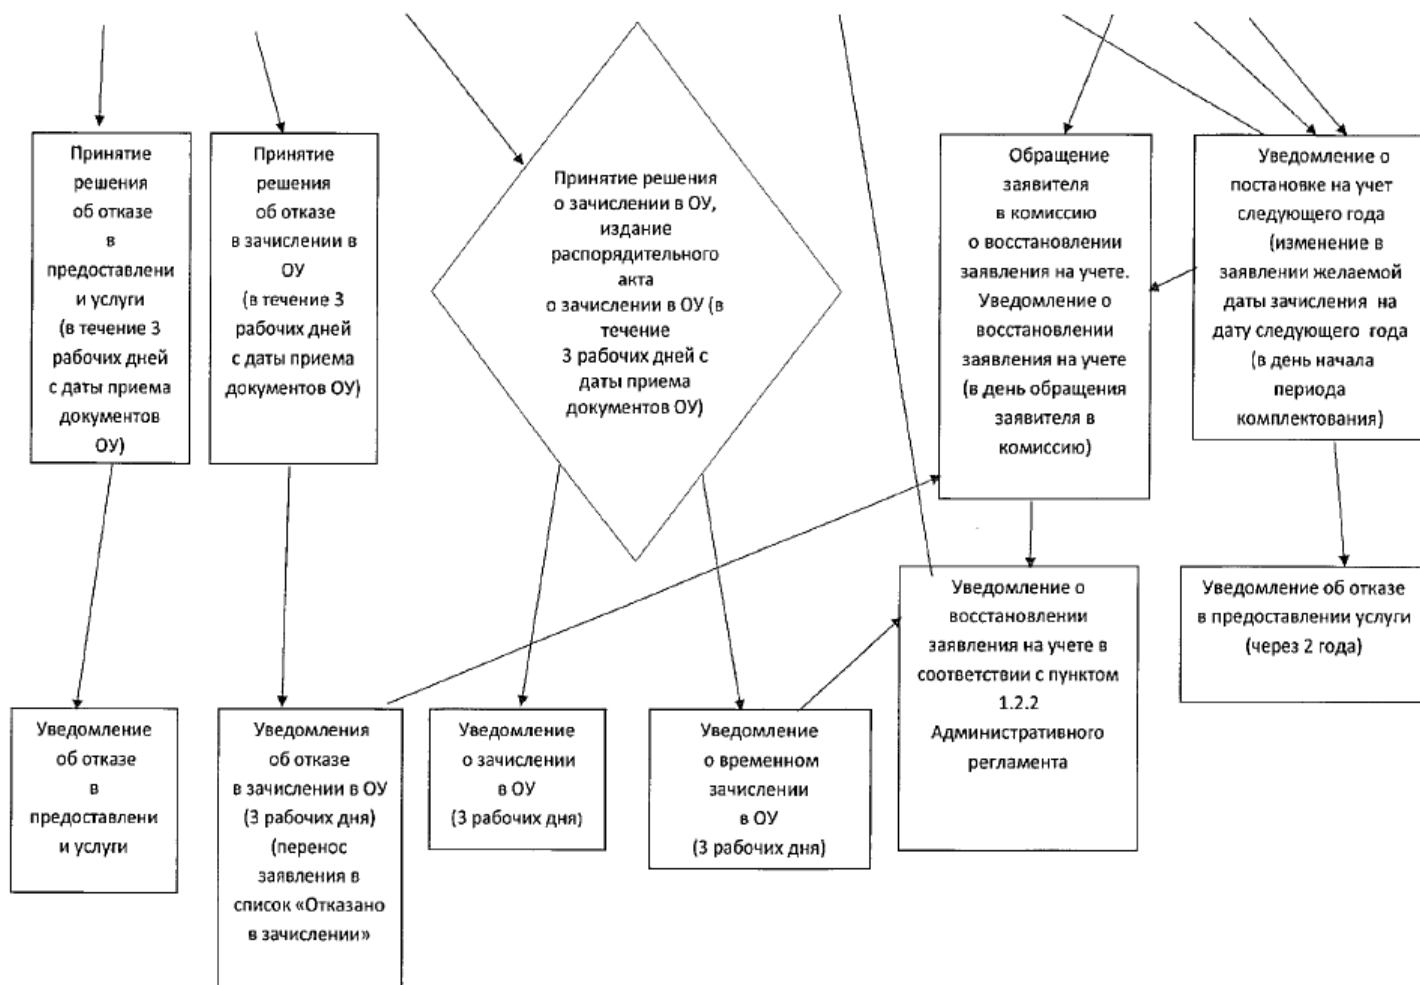 Принятие
решения
об отказе
в
предоставлени
и услуги
(в течение 3
рабочих дней
с даты приема
документов
ОУ)
Принятие
решения
об отказе
в зачислении в
ОУ
(в течение 3
рабочих дней
с даты приема
документов ОУ)
Принятие решения
о зачислении в ОУ,
издание
распорядительного
акта
о зачислении в ОУ (в
течение
3 рабочих дней с
даты приема
документов ОУ)
Обращение
заявителя
в комиссию
о восстановлении
заявления на учете.
Уведомление о
восстановлении
заявления на учете
(в день обращения
заявителя в
комиссию)
Уведомление о
постановке на учет
следующего года
(изменение в
заявлении желаемой
даты зачисления на
дату следующего года
(в день начала
периода
комплектования)
Уведомление
об отказе
в
предоставлени
и услуги
Уведомления
об отказе
в зачислении в ОУ
(3 рабочих дня)
(перенос
заявления в
список «Отказано
в зачислении»
Уведомление
о зачислении
в ОУ
(3 рабочих дня)
Уведомление
о временном
зачислении
в ОУ
(3 рабочих дня)
Уведомление о
восстановлении
заявления на учете в
соответствии с пунктом
1.2.2
Административного
регламента
Уведомление об отказе
в предоставлении услуги
(через 2 года)